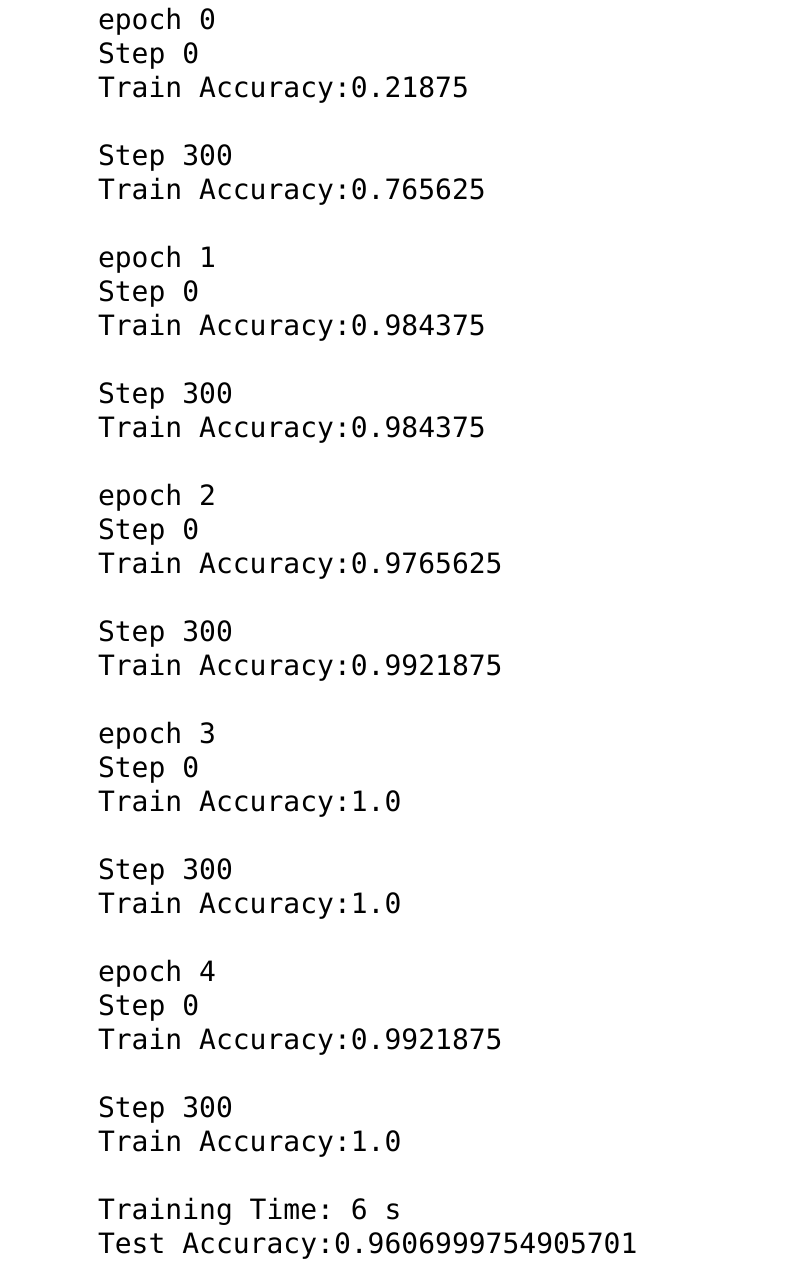 epoch 0
Step 0
Train Accuracy:0.21875
Step 300
Train Accuracy:0.765625
epoch 1
Step 0
Train Accuracy:0.984375
Step 300
Train Accuracy:0.984375
epoch 2
Step 0
Train Accuracy:0.9765625
Step 300
Train Accuracy:0.9921875
epoch 3
Step 0
Train Accuracy:1.0
Step 300
Train Accuracy:1.0
epoch 4
Step 0
Train Accuracy:0.9921875
Step 300
Train Accuracy:1.0
Training Time: 6 s
Test Accuracy:0.9606999754905701